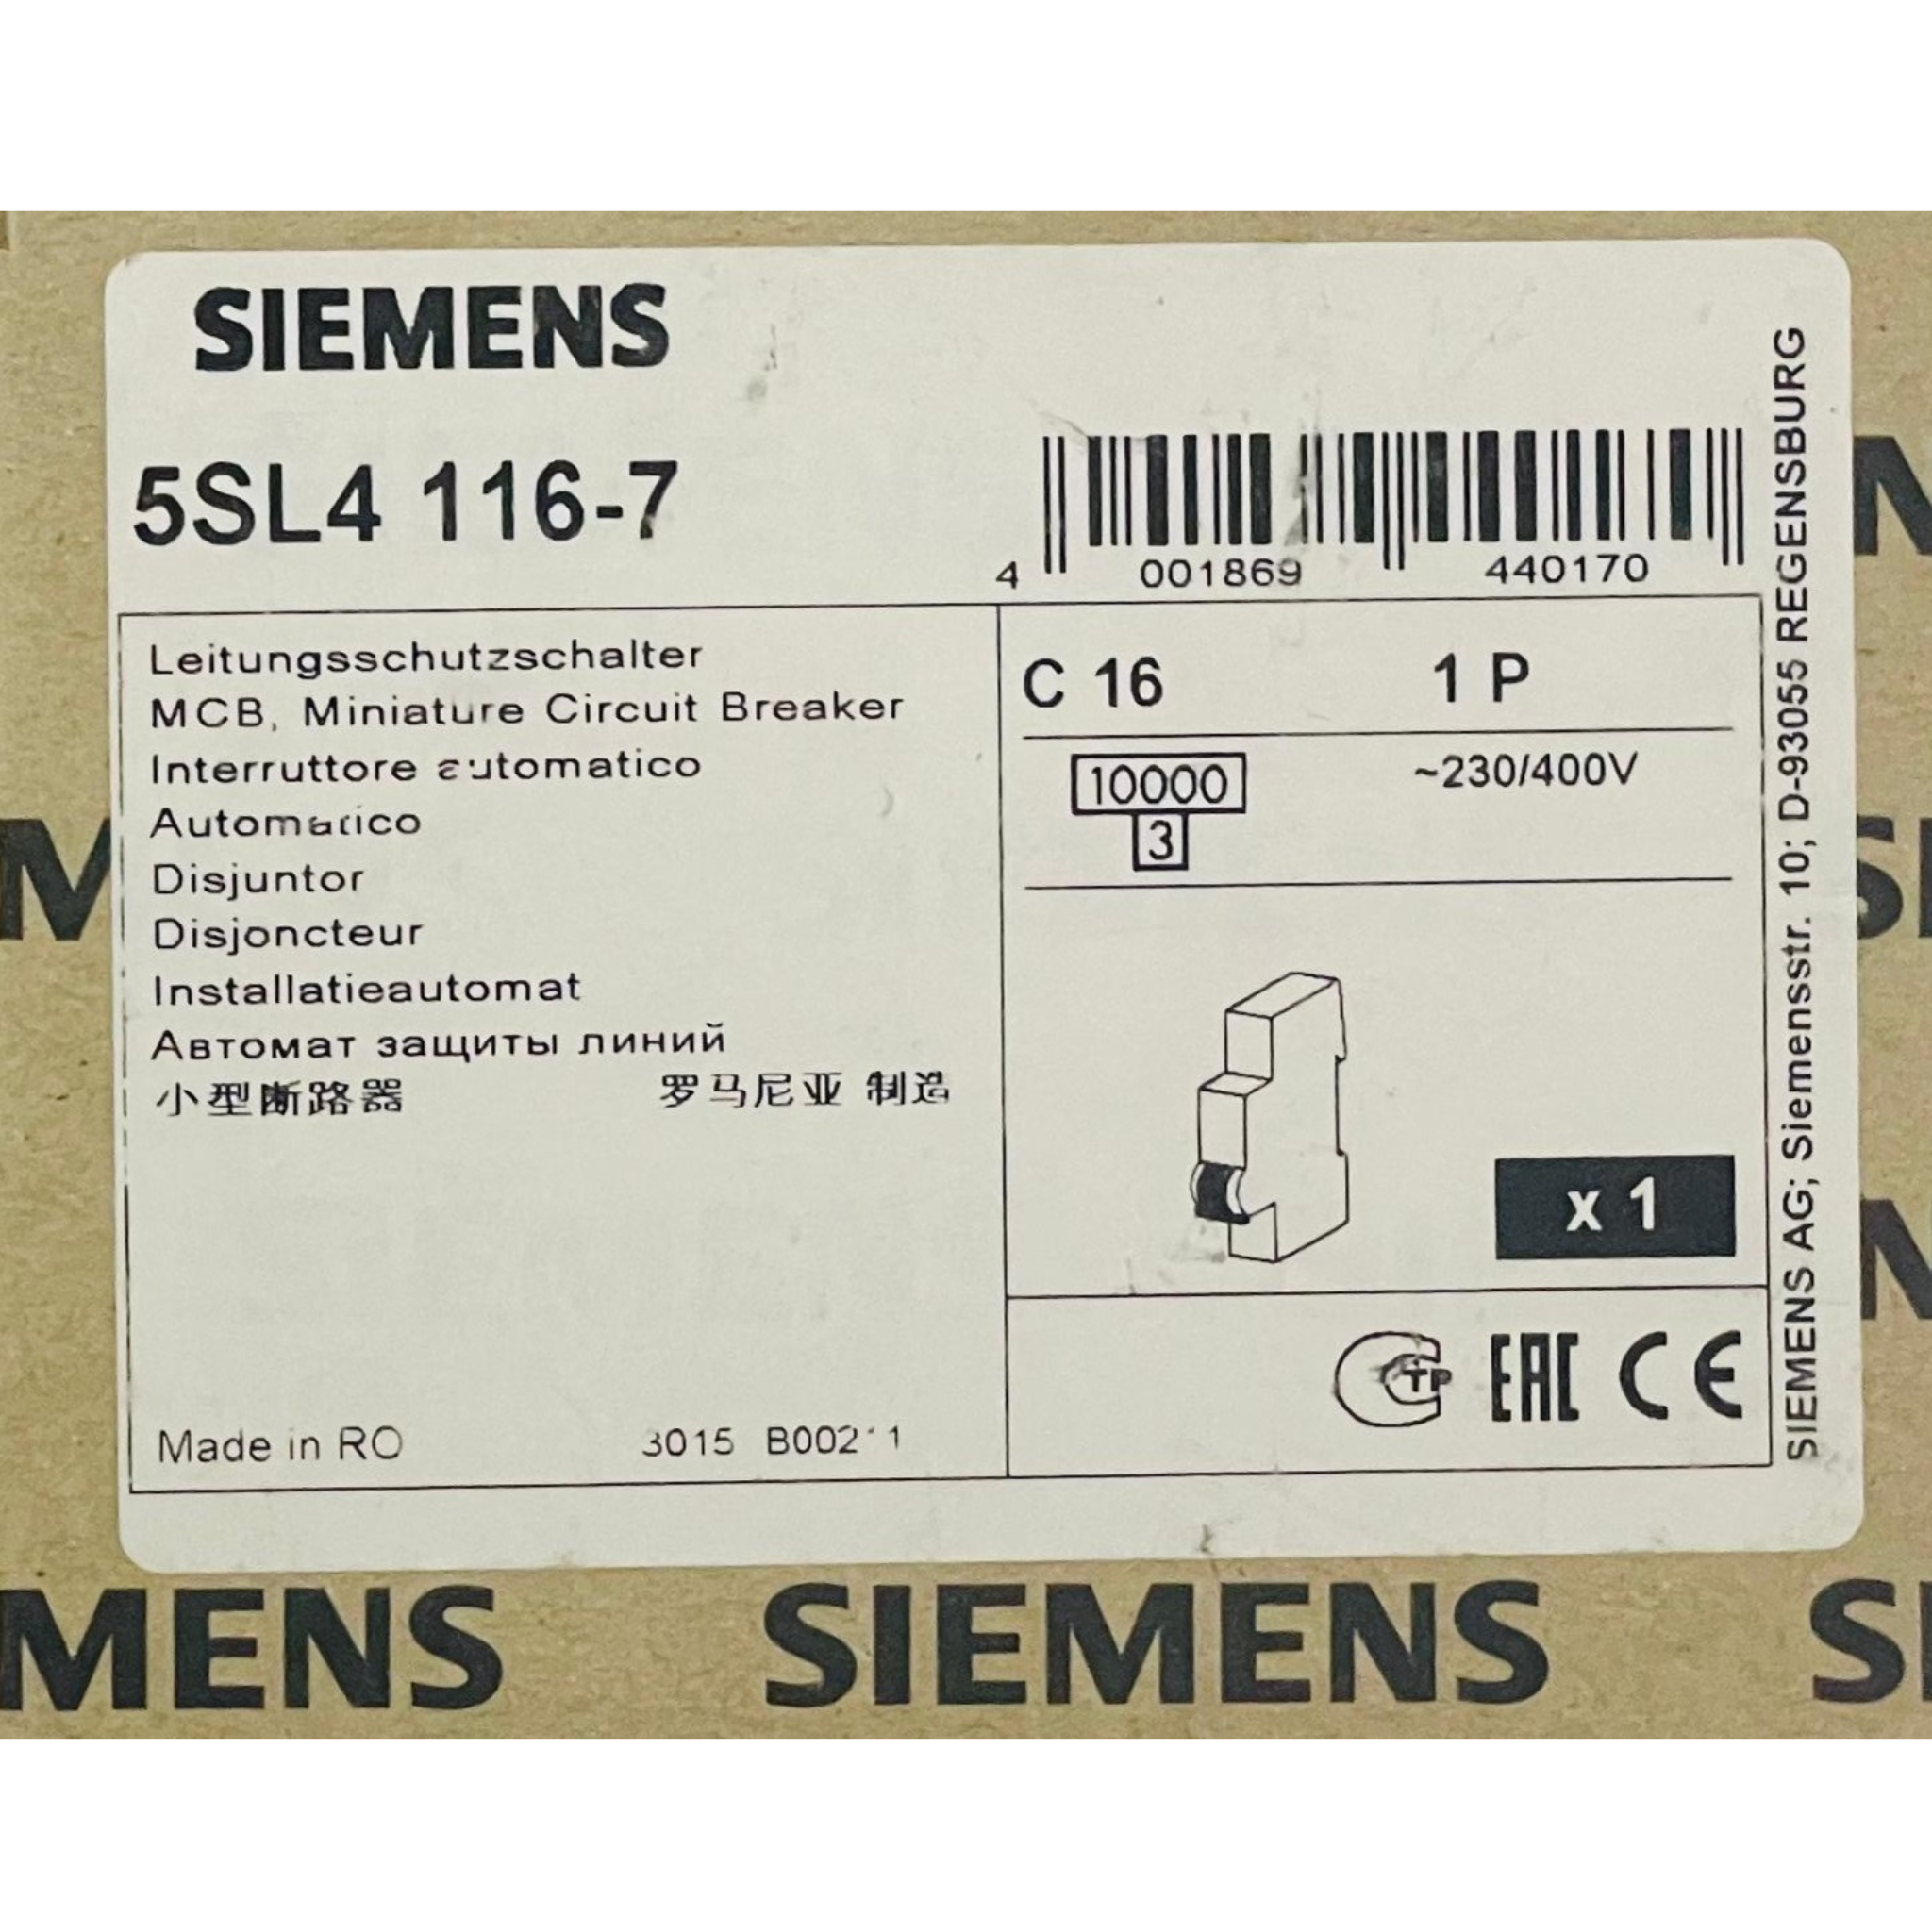 SIEMENS
5SL4 116-7
4 001869 440170
Leitungsschutzschalter
MCB, Miniature Circuit Breaker
Interruttore automatico
Automatico
Disjuntor
Disjoncteur
Installatieautomat
Автомат защиты линий
小型断路器 罗马尼亚 制造
Made in RO 3015
C 16 1 P
10000 ~230/400V
3
x 1
TP EAC CE
SIEMENS AG; Siemensstr. 10; D-93055 REGENSBURG
SIEMENS